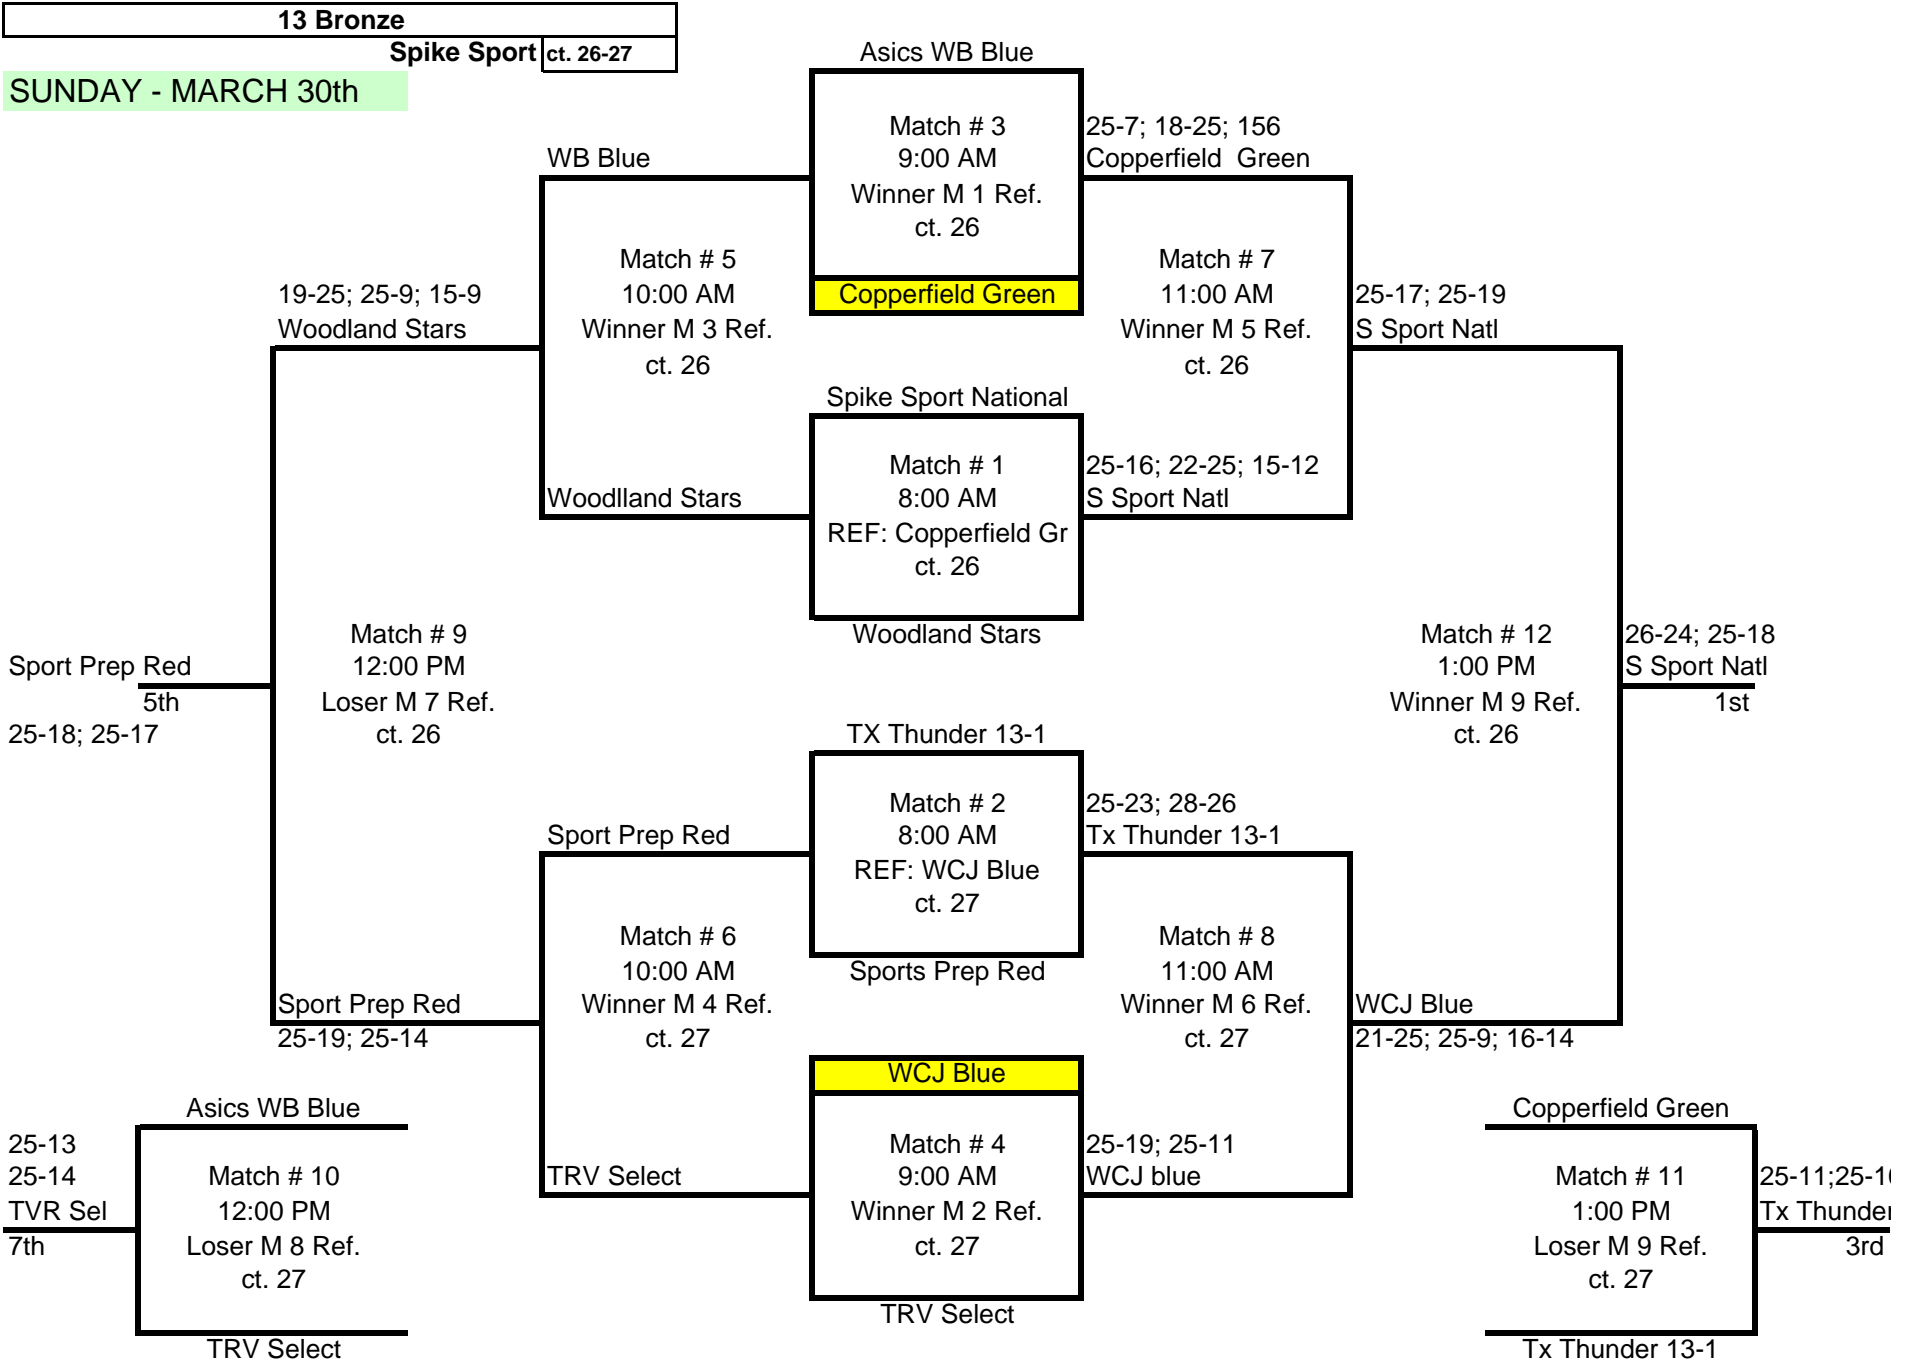 13 Bronze
Spike Sport ct. 26-27
SUNDAY - MARCH 30th
Asics WB Blue
Match # 3
9:00 AM
Winner M 1 Ref.
ct. 26
Copperfield Green
25-7; 18-25; 156
Copperfield Green
WB Blue
Match # 5
10:00 AM
Winner M 3 Ref.
ct. 26
Woodlland Stars
19-25; 25-9; 15-9
Woodland Stars
Match # 7
11:00 AM
Winner M 5 Ref.
ct. 26
25-17; 25-19
S Sport Natl
Spike Sport National
Match # 1
8:00 AM
REF: Copperfield Gr
ct. 26
Woodland Stars
25-16; 22-25; 15-12
S Sport Natl
Match # 9
12:00 PM
Loser M 7 Ref.
ct. 26
Sport Prep Red
5th
25-18; 25-17
Match # 12
1:00 PM
Winner M 9 Ref.
ct. 26
26-24; 25-18
S Sport Natl
1st
TX Thunder 13-1
Match # 2
8:00 AM
REF: WCJ Blue
ct. 27
Sports Prep Red
25-23; 28-26
Tx Thunder 13-1
Sport Prep Red
Match # 6
10:00 AM
Winner M 4 Ref.
ct. 27
TRV Select
Sport Prep Red
25-19; 25-14
Match # 8
11:00 AM
Winner M 6 Ref.
ct. 27
WCJ Blue
21-25; 25-9; 16-14
WCJ Blue
Match # 4
9:00 AM
Winner M 2 Ref.
ct. 27
TRV Select
25-19; 25-11
WCJ blue
Asics WB Blue
Match # 10
12:00 PM
Loser M 8 Ref.
ct. 27
TRV Select
25-13
25-14
TVR Sel
7th
Copperfield Green
Match # 11
1:00 PM
Loser M 9 Ref.
ct. 27
Tx Thunder 13-1
25-11;
Tx Thunder
3rd